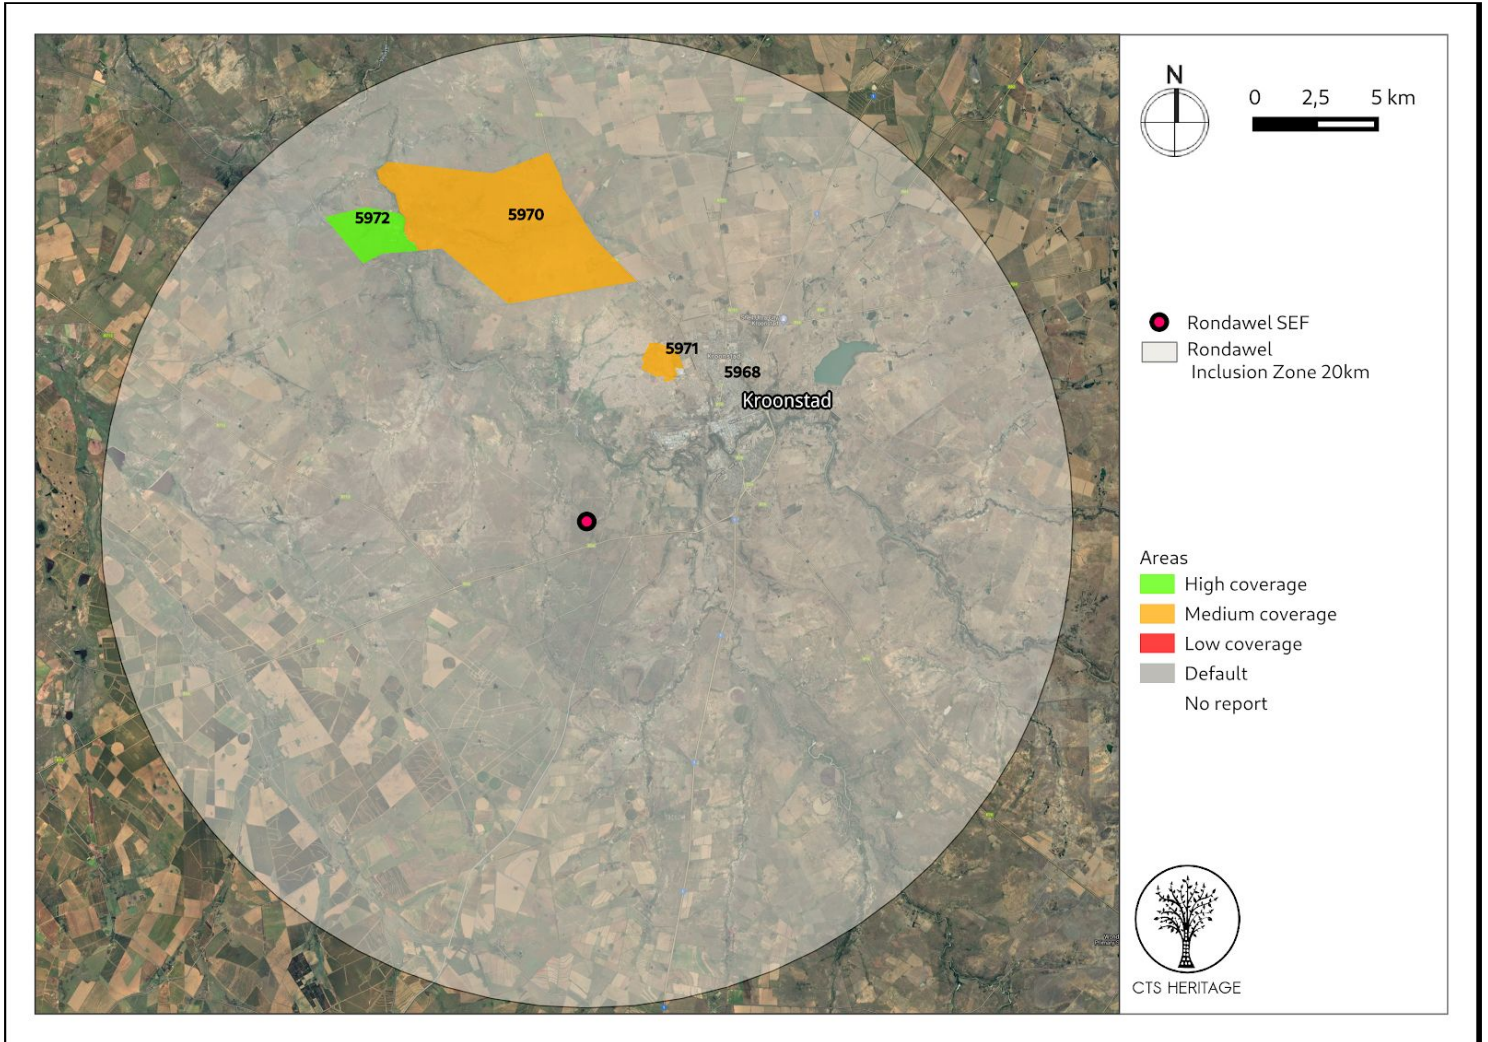 N
0 2,5 5 km
5972
5970
5971
5968
Kroonstad
Kroonstad
Rondawel SEF
Rondawel
Inclusion Zone 20km
Areas
High coverage
Medium coverage
Low coverage
Default
No report
CTS HERITAGE